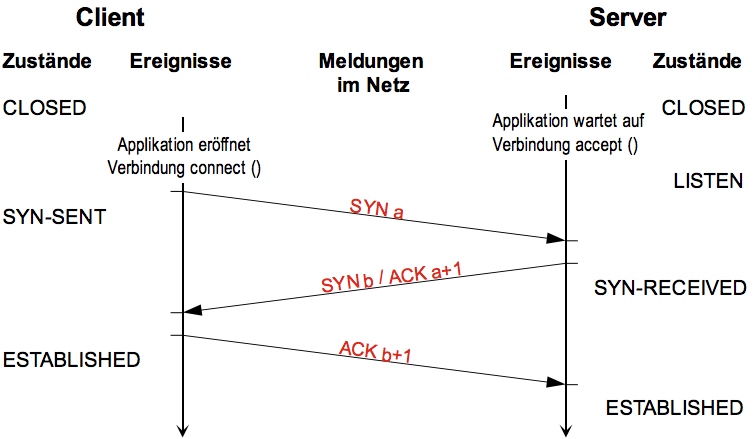 Client
Server
Zustände
Ereignisse
Meldungen
im Netz
Ereignisse
Zustände
CLOSED
CLOSED
Applikation wartet auf
Verbindung accept ()
Applikation eröffnet
Verbindung connect ()
LISTEN
SYN a
SYN-SENT
SYN b / ACK a+1
SYN-RECEIVED
ACK b+1
ESTABLISHED
ESTABLISHED